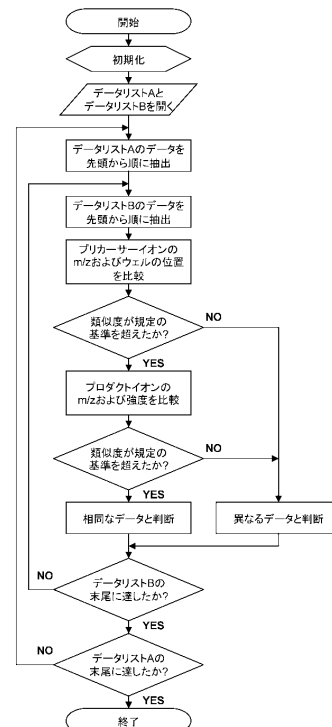 開始
初期化
データリストAと
データリストBを開く
データリストAのデータを
先頭から順に抽出
データリストBのデータを
先頭から順に抽出
プリカーサーイオンの
m/zおよびウェルの位置
を比較
類似度が規定の
基準を超えたか?
NO
YES
プロダクトイオンの
m/zおよび強度を比較
類似度が規定の
基準を超えたか?
NO
YES
相同なデータと判断
異なるデータと判断
データリストBの
末尾に達したか?
NO
YES
データリストAの
末尾に達したか?
NO
YES
終了